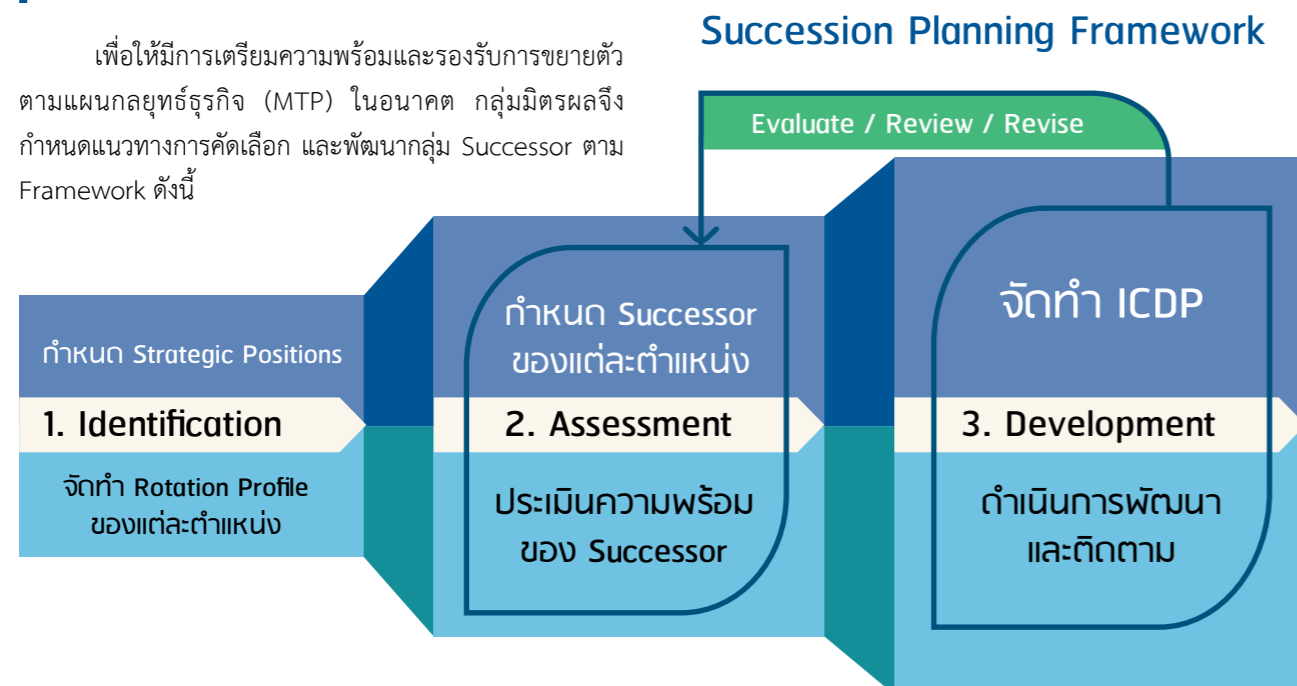 Succession Planning Framework
เพื่อให้มีการเตรียมความพร้อมและรองรับการขยายตัว
ตามแผนกลยุทธ์ธุรกิจ (MTP) ในอนาคต กลุ่มมิตรผลจึง
กำหนดแนวทางการคัดเลือก และพัฒนากลุ่ม Successor ตาม
Framework ดังนี้
Evaluate / Review / Revise
กำหนด Strategic Positions
1. Identification
จัดทำ Rotation Profile
ของแต่ละตำแหน่ง
กำหนด Successor
ของแต่ละตำแหน่ง
2. Assessment
ประเมินความพร้อม
ของ Successor
จัดทำ ICDP
3. Development
ดำเนินการพัฒนา
และติดตาม